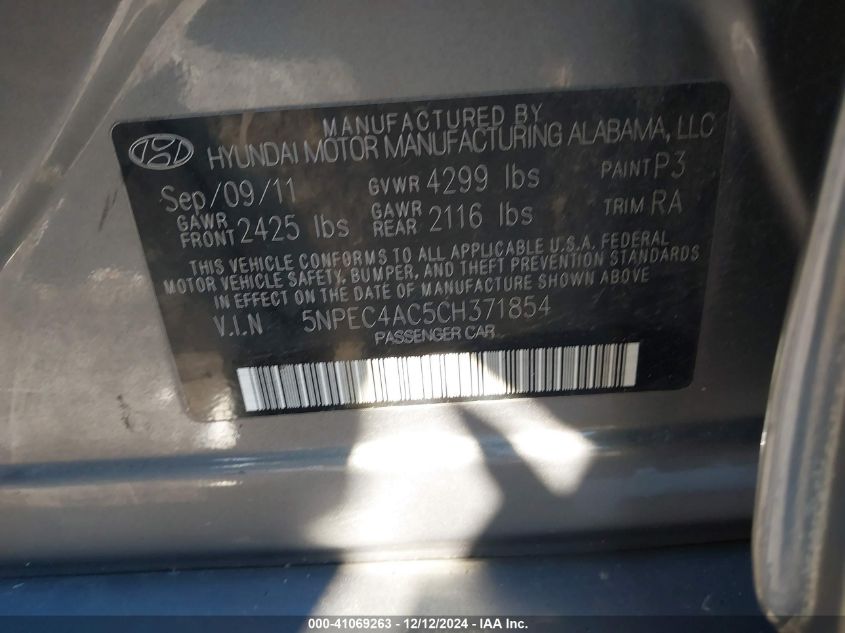 MANUFACTURED BY
HYUNDAI MOTOR MANUFACTURING ALABAMA, LLC
Sep/09/11 GVWR 4299 lbs PAINT P3
GAWR FRONT 2425 lbs GAWR REAR 2116 lbs TRIM RA
THIS VEHICLE CONFORMS TO ALL APPLICABLE U.S.A. FEDERAL
MOTOR VEHICLE SAFETY, BUMPER, AND THEFT PREVENTION STANDARDS
IN EFFECT ON THE DATE OF MANUFACTURE SHOWN ABOVE
V.I.N 5NPEC4AC5CH371854
PASSENGER CAR
000-41069263 - 12/12/2024 - IAA Inc.